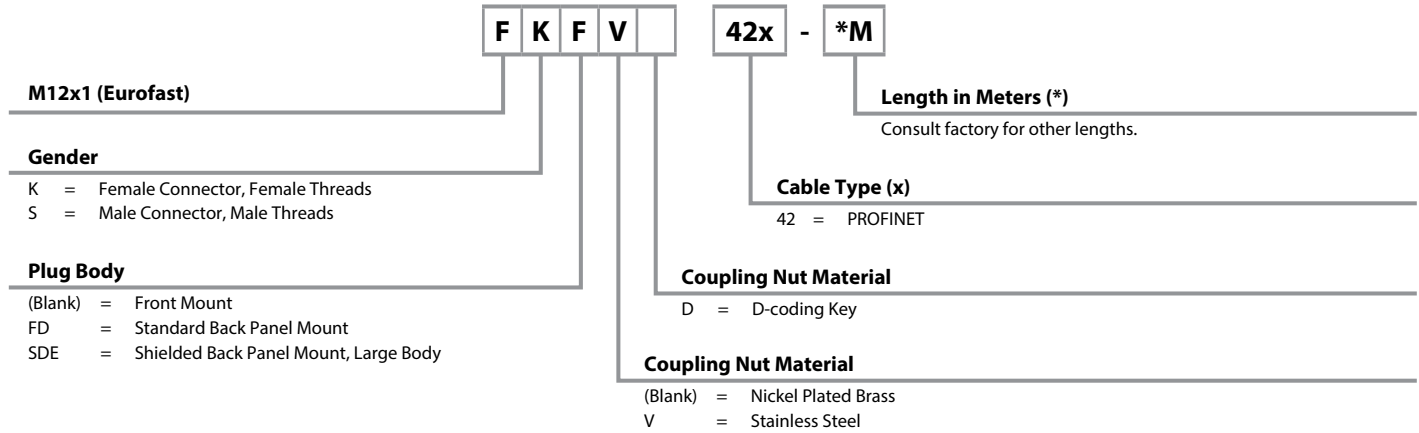 F K F V 42x - *M
M12x1 (Eurofast)
Gender
K = Female Connector, Female Threads
S = Male Connector, Male Threads
Plug Body
(Blank) = Front Mount
FD = Standard Back Panel Mount
SDE = Shielded Back Panel Mount, Large Body
Length in Meters (*)
Consult factory for other lengths.
Cable Type (x)
42 = PROFINET
Coupling Nut Material
D = D-coding Key
Coupling Nut Material
(Blank) = Nickel Plated Brass
V = Stainless Steel